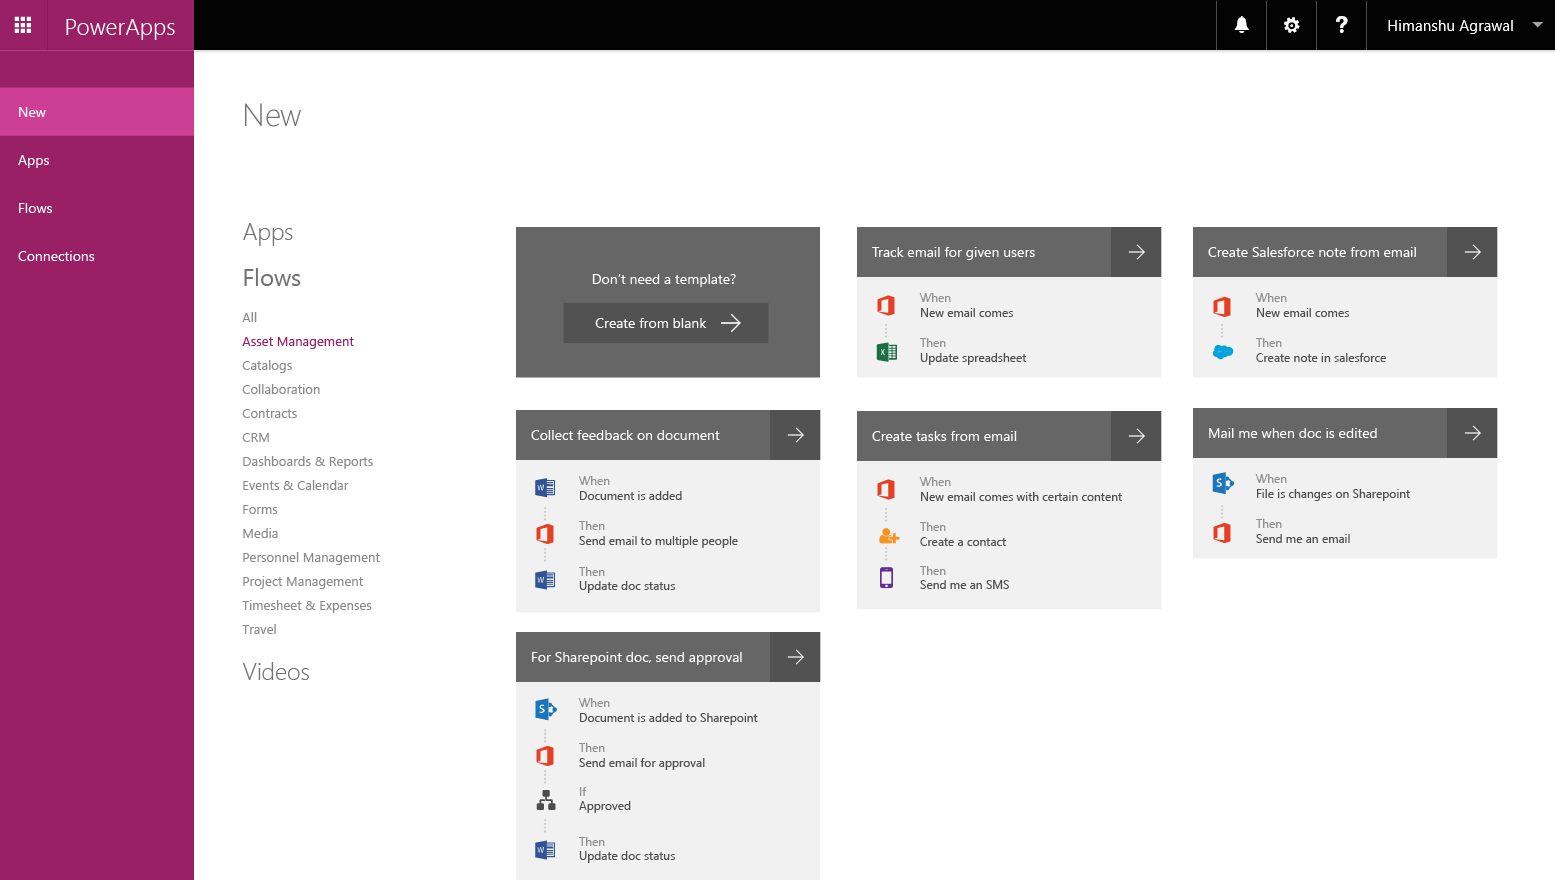 PowerApps
?
Himanshu Agrawal
New
Apps
Flows
Connections
New
Apps
Flows
All
Asset Management
Catalogs
Collaboration
Contracts
CRM
Dashboards & Reports
Events & Calendar
Forms
Media
Personnel Management
Project Management
Timesheet & Expenses
Travel
Videos
Don't need a template?
Create from blank
Track email for given users
When
New email comes
Then
Update spreadsheet
Create Salesforce note from email
When
New email comes
Then
Create note in salesforce
Collect feedback on document
When
Document is added
Then
Send email to multiple people
Then
Update doc status
Create tasks from email
When
New email comes with certain content
Then
Create a contact
Then
Send me an SMS
Mail me when doc is edited
When
File is changes on Sharepoint
Then
Send me an email
For Sharepoint doc, send approval
When
Document is added to Sharepoint
Then
Send email for approval
If
Approved
Then
Update doc status